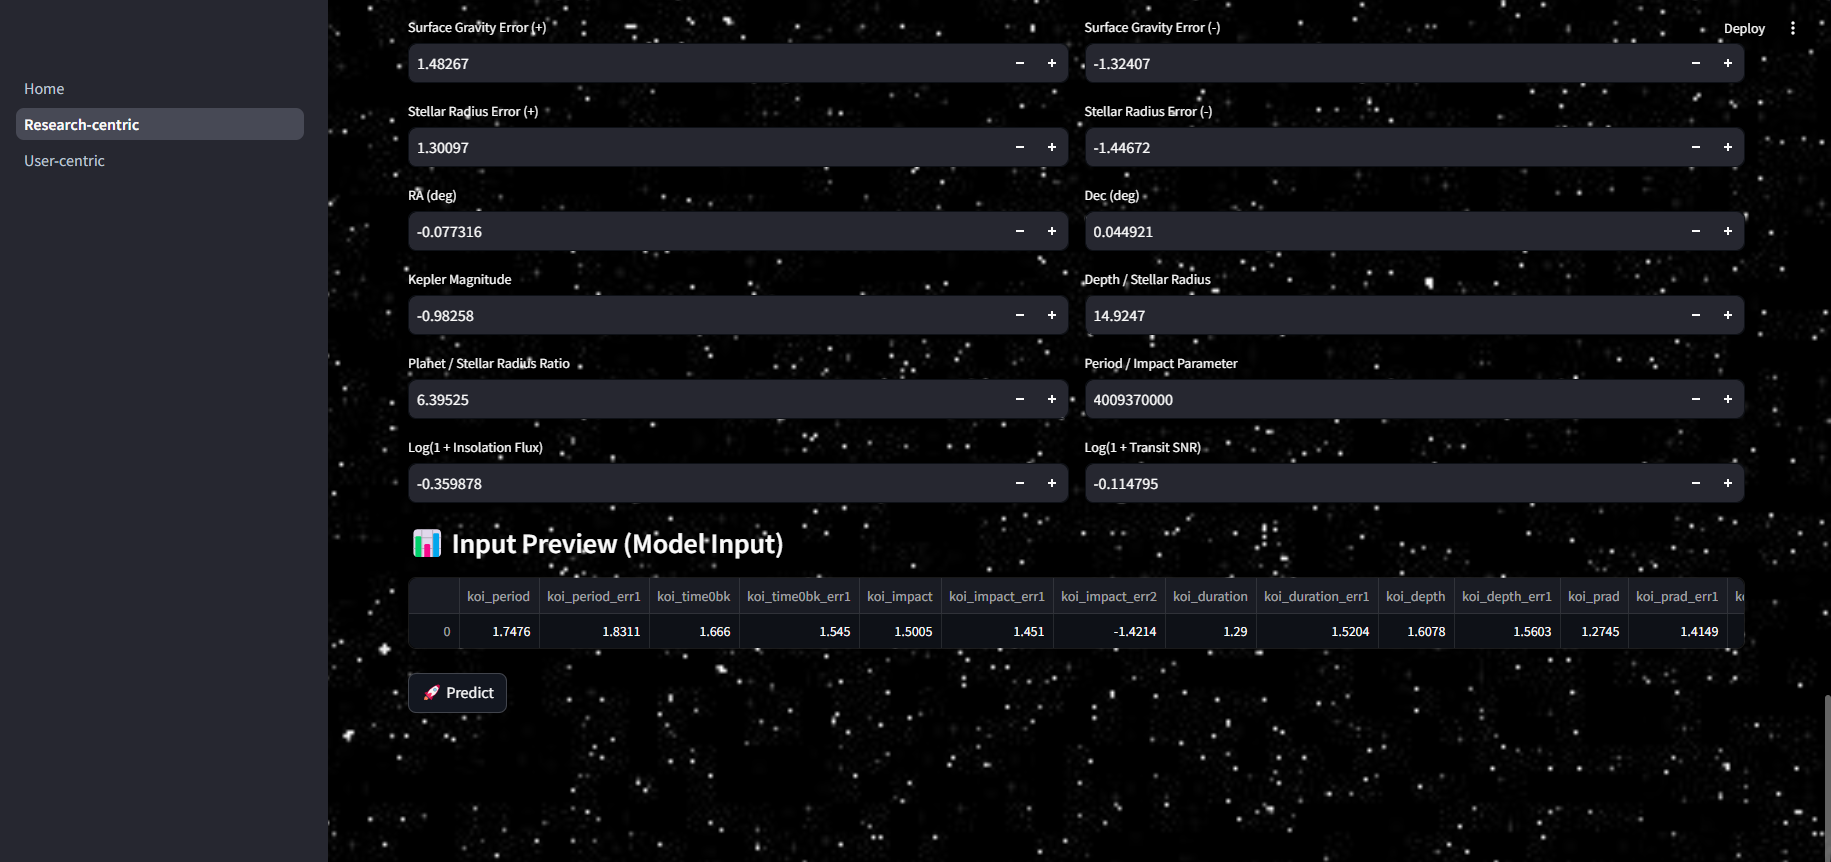 Deploy
Home
Research-centric
User-centric
Surface Gravity Error (+)
Surface Gravity Error (-)
1.48267
-1.32407
Stellar Radius Error (+)
Stellar Radius Error (-)
1.30097
-1.44672
RA (deg)
Dec (deg)
-0.077316
0.044921
Kepler Magnitude
Depth / Stellar Radius
-0.98258
14.9247
Planet / Stellar Radius Ratio
Period / Impact Parameter
6.39525
4009370000
Log(1 + Insolation Flux)
Log(1 + Transit SNR)
-0.359878
-0.114795
Input Preview (Model Input)
koi_period koi_period_err1 koi_time0bk koi_time0bk_err1 koi_impact koi_impact_err1 koi_impact_err2 koi_duration koi_duration_err1 koi_depth koi_depth_err1 koi_prad koi_prad_err1
0 1.7476 1.8311 1.666 1.545 1.5005 1.451 -1.4214 1.29 1.5204 1.6078 1.5603 1.2745 1.4149
Predict